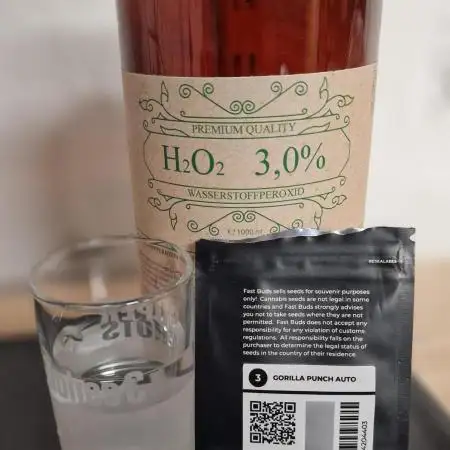 PREMIUM QUALITY
H2O2 3,0%
WASSERSTOFFPEROXID
1000 ml
RESEALABLE
Fast Buds sells seeds for souvenir purposes
only! Cannabis seeds are not legal in some
countries and Fast Buds strongly advises
you not to take seeds where they are not
permitted. Fast Buds does not accept any
responsibility for any violation of customs
regulations. All responsibility falls on the
purchaser to determine the legal status of
seeds in the country of their residence.
3 GORILLA PUNCH AUTO
4204403